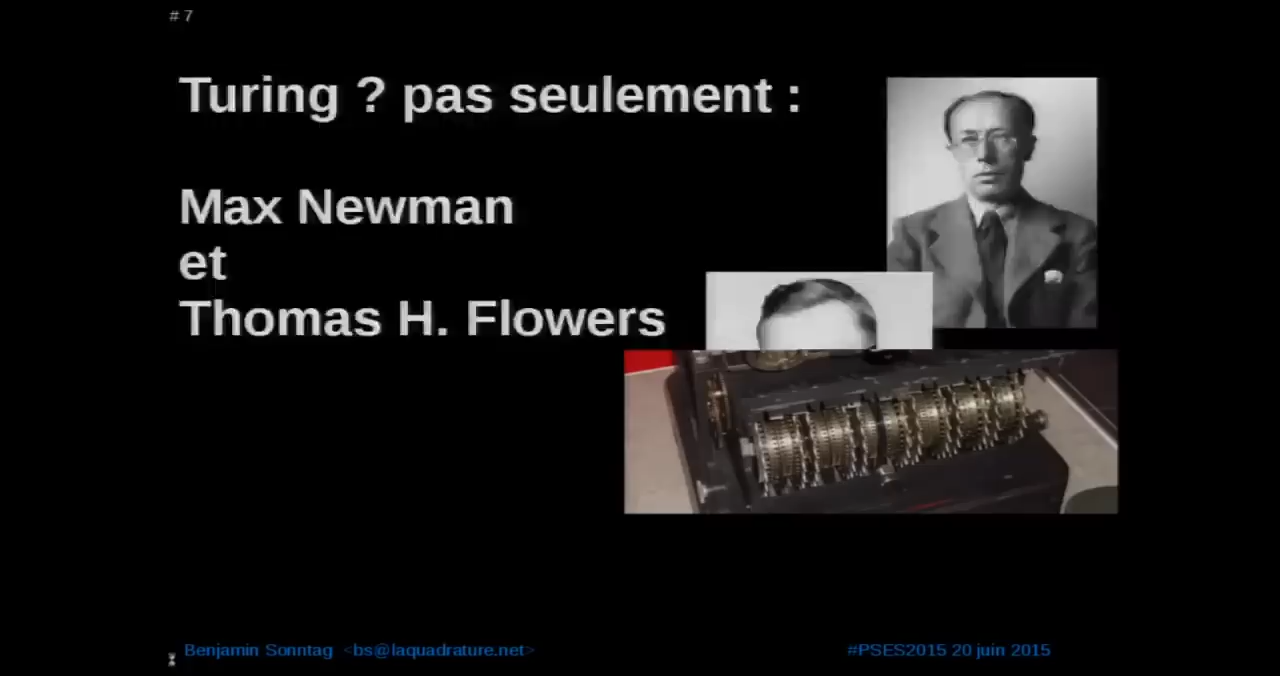 # 7
Turing ? pas seulement :
Max Newman
et
Thomas H. Flowers
Benjamin Sonntag <bs@laquadrature.net>
#PSES2015 20 juin 2015